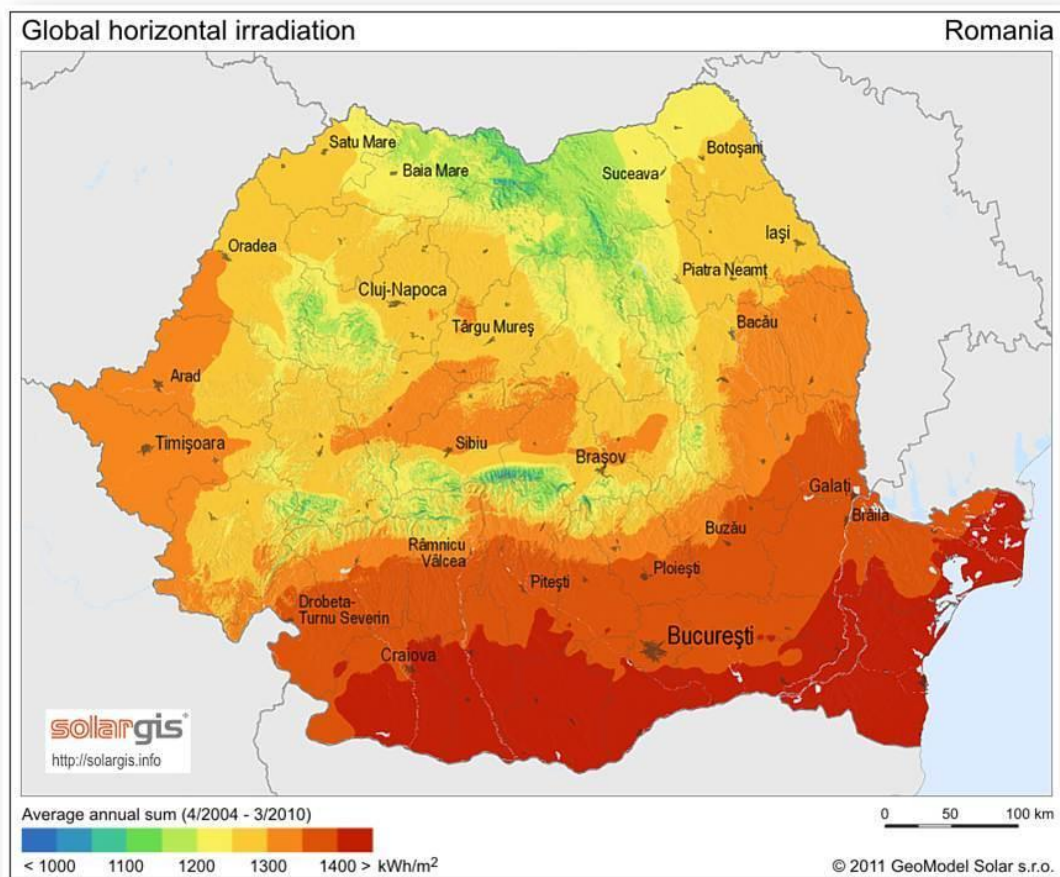 Global horizontal irradiation
Romania
Satu Mare
Baia Mare
Botoşani
Suceava
Iaşi
Oradea
Piatra Neamt
Cluj-Napoca
Târgu Mureş
Bacău
Arad
Timişoara
Sibiu
Braşov
Galati
Brăila
Buzău
Râmnicu
Vâlcea
Ploieşti
Piteşti
Drobeta-
Turnu Severin
Bucureşti
Craiova
solargis
http://solargis.info
Average annual sum (4/2004 - 3/2010)
0 50 100 km
< 1000 1100 1200 1300 1400 > kWh/m²
© 2011 GeoModel Solar s.r.o.